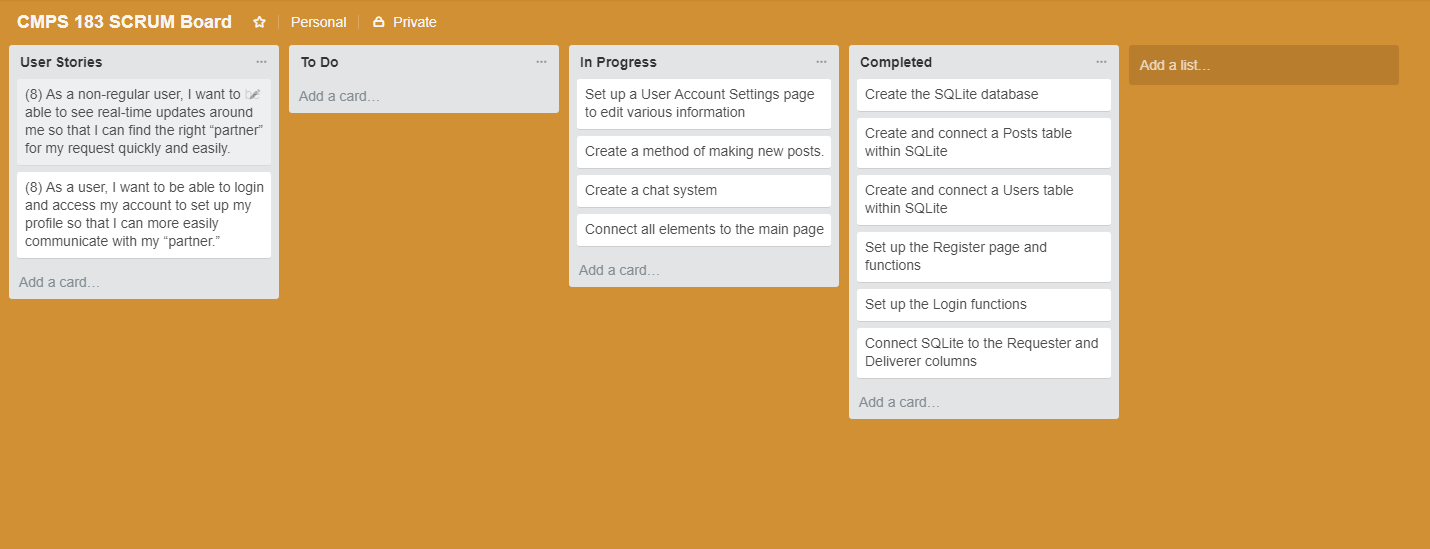 CMPS 183 SCRUM Board Personal Private
User Stories
(8) As a non-regular user, I want to
able to see real-time updates around
me so that I can find the right “partner”
for my request quickly and easily.
(8) As a user, I want to be able to login
and access my account to set up my
profile so that I can more easily
communicate with my “partner.”
Add a card…
To Do
Add a card…
In Progress
Set up a User Account Settings page
to edit various information
Create a method of making new posts.
Create a chat system
Connect all elements to the main page
Add a card…
Completed
Create the SQLite database
Create and connect a Posts table
within SQLite
Create and connect a Users table
within SQLite
Set up the Register page and
functions
Set up the Login functions
Connect SQLite to the Requester and
Deliverer columns
Add a card…
Add a list…